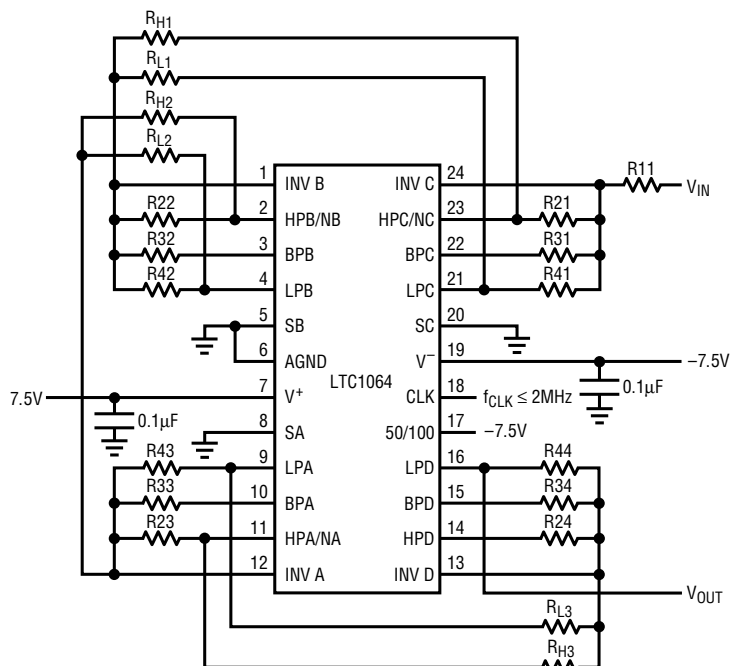 RH1
RL1
RH2
RL2
R11
VIN
1 INV B INV C 24
R22 2 HPB/NB HPC/NC 23 R21
R32 3 BPB BPC 22 R31
R42 4 LPB LPC 21 R41
5 SB SC 20
6 AGND V– 19 –7.5V
LTC1064
7.5V 7 V+ CLK 18 fCLK ≤ 2MHz
0.1µF 0.1µF
8 SA 50/100 17 –7.5V
R43 9 LPA LPD 16 R44
R33 10 BPA BPD 15 R34
R23 11 HPA/NA HPD 14 R24
12 INV A INV D 13
VOUT
RL3
RH3